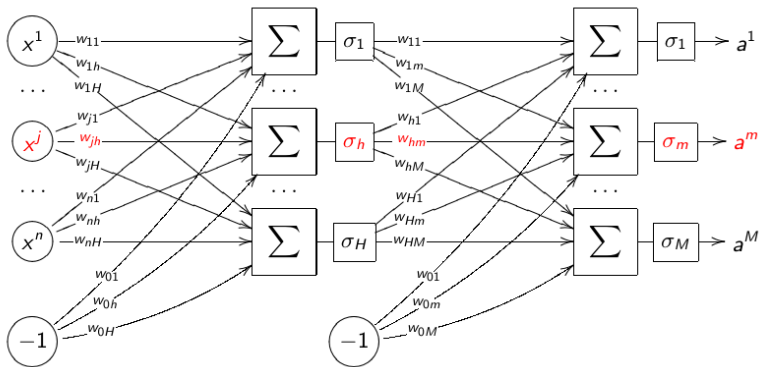 x¹ w₁₁ Σ σ₁ w₁₁ Σ σ₁ a¹
w₁ₕ w₁ₘ
w₁H w₁M
... ... ...
wⱼ₁ wₕ₁
xʲ wⱼₕ Σ σₕ wₕₘ Σ σₘ aᵐ
wⱼH wₕM
... ... ...
wₙ₁ wH₁
wₙₕ wHₘ
xⁿ wₙH Σ σH wHM Σ σM aᴹ
w₀₁ w₀₁
w₀ₕ w₀ₘ
−1 w₀H −1 w₀M